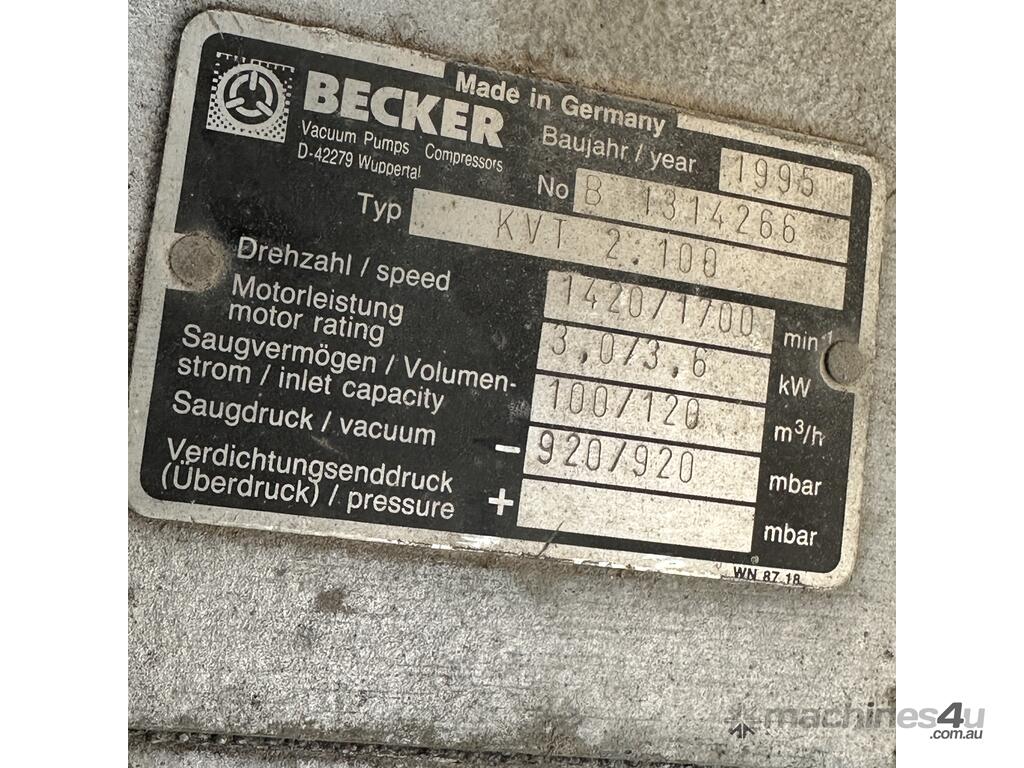 Made in Germany
BECKER
Vacuum Pumps Compressors
D-42279 Wuppertal
Baujahr / year 1995
No B 1314266
Typ KVT 2.100
Drehzahl / speed 1420/1700 min-1
Motorleistung
motor rating 3,0/3,6 kW
Saugvermögen / Volumen-
strom / inlet capacity 100/120 m³/h
Saugdruck / vacuum − 920/920 mbar
Verdichtungsenddruck
(Überdruck) / pressure + mbar
WN 87.18
machines4u
.com.au